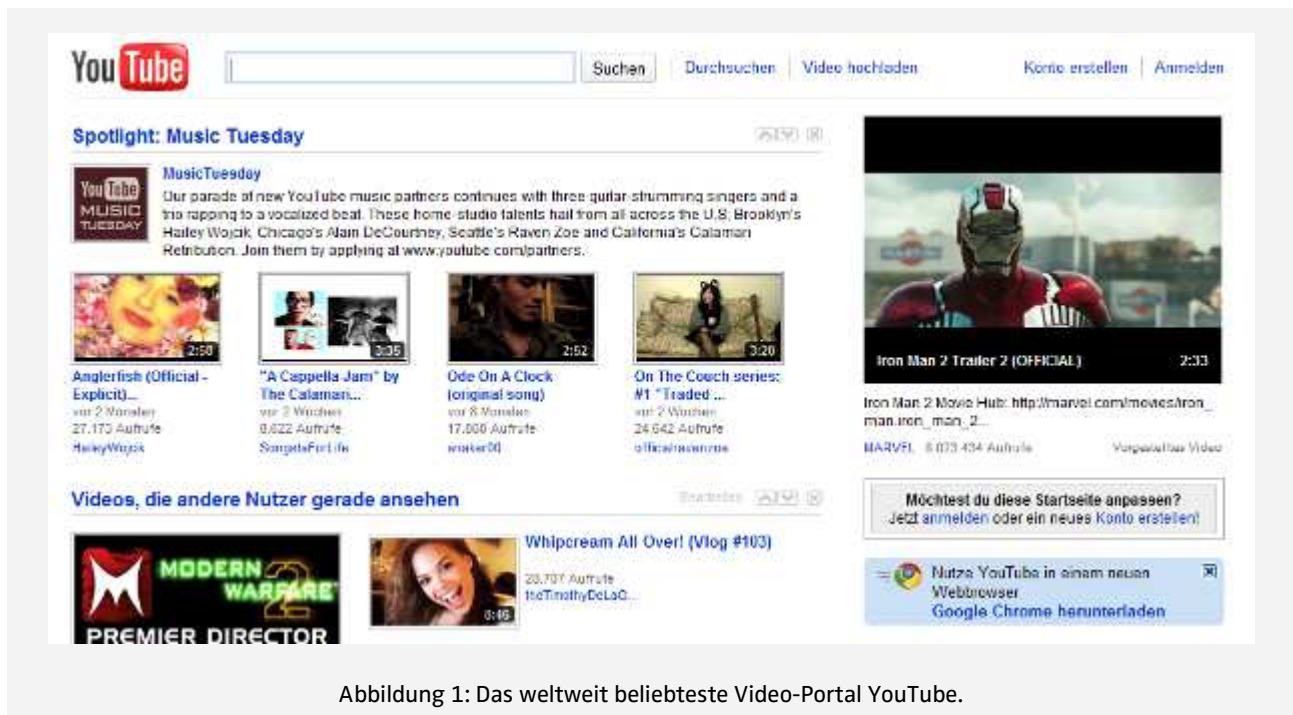 You Tube
Suchen Durchsuchen Video hochladen Konto erstellen Anmelden
Spotlight: Music Tuesday
You Tube
MUSIC
TUESDAY
MusicTuesday
Our parade of new YouTube music partners continues with three guitar-strumming singers and a
trio rapping to a vocalized beat. These home-studio talents hail from all across the U.S; Brooklyn's
Hailey Wojcik, Chicago's Alain DeCourtney, Seattle's Raven Zoe and California's Calamari
Retribution. Join them by applying at www.youtube.com/partners.
2:50
Anglerfish (Official -
Explicit)...
vor 2 Monaten
27.173 Aufrufe
HaileyWojcik
3:35
"A Cappella Jam" by
The Calamari...
vor 2 Wochen
8.622 Aufrufe
SongstaForLife
2:52
Ode On A Clock
(original song)
vor 8 Monaten
Aufrufe
3:20
On The Couch series:
#1 "Traded ...
vor 2 Wochen
24.642 Aufrufe
officialravenzoe
Iron Man 2 Trailer 2 (OFFICIAL) 2:33
Iron Man 2 Movie Hub: http://marvel.com/movies/iron_
man.iron_man_2...
MARVEL 8.073.434 Aufrufe Vorgestelltes Video
Videos, die andere Nutzer gerade ansehen Bearbeiten
MODERN
WARFARE
2
PREMIER DIRECTOR
8:46
Whipcream All Over! (Vlog #103)
Aufrufe
theTimothyDeLaG...
Möchtest du diese Startseite anpassen?
Jetzt anmelden oder ein neues Konto erstellen!
Nutze YouTube in einem neuen
Webbrowser
Google Chrome herunterladen
Abbildung 1: Das weltweit beliebteste Video-Portal YouTube.